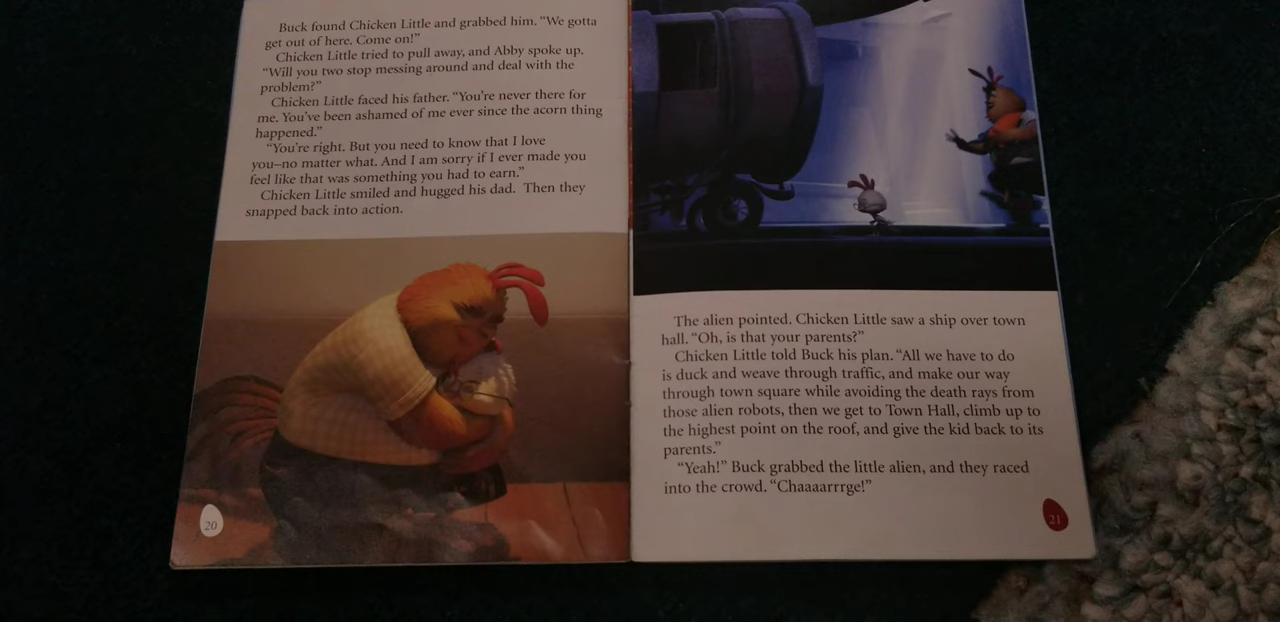 Buck found Chicken Little and grabbed him. “We gotta
get out of here. Come on!”
Chicken Little tried to pull away, and Abby spoke up.
“Will you two stop messing around and deal with the
problem?”
Chicken Little faced his father. “You’re never there for
me. You’ve been ashamed of me ever since the acorn thing
happened.”
“You’re right. But you need to know that I love
you–no matter what. And I am sorry if I ever made you
feel like that was something you had to earn.”
Chicken Little smiled and hugged his dad. Then they
snapped back into action.
20
The alien pointed. Chicken Little saw a ship over town
hall. “Oh, is that your parents?”
Chicken Little told Buck his plan. “All we have to do
is duck and weave through traffic, and make our way
through town square while avoiding the death rays from
those alien robots, then we get to Town Hall, climb up to
the highest point on the roof, and give the kid back to its
parents.”
“Yeah!” Buck grabbed the little alien, and they raced
into the crowd. “Chaaaarrrge!”
21